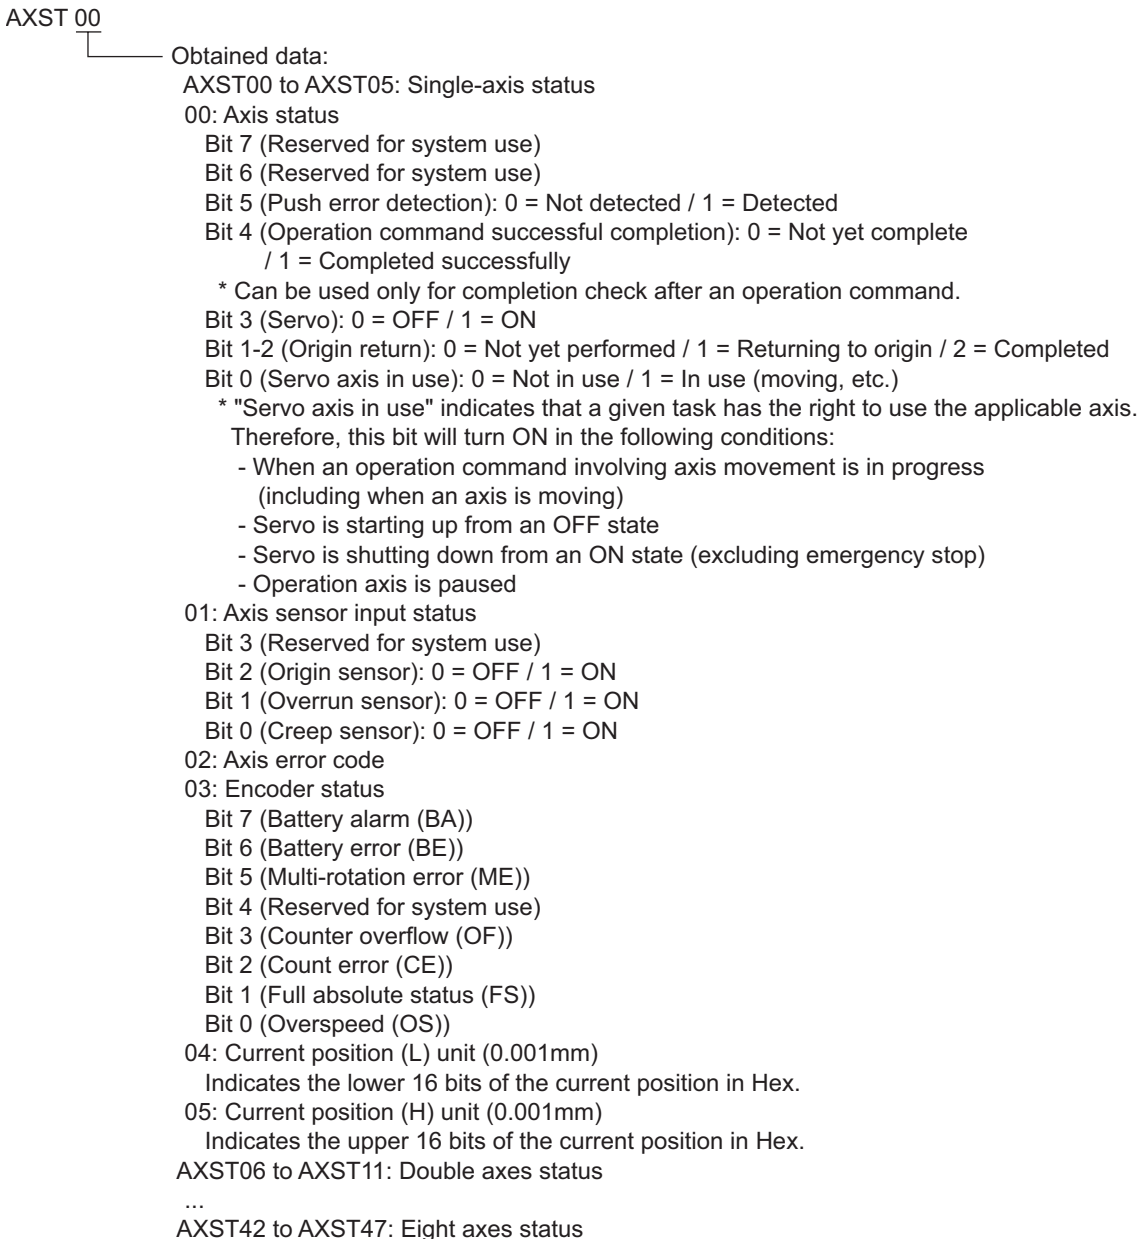 AXST 00
Obtained data:
AXST00 to AXST05: Single-axis status
00: Axis status
Bit 7 (Reserved for system use)
Bit 6 (Reserved for system use)
Bit 5 (Push error detection): 0 = Not detected / 1 = Detected
Bit 4 (Operation command successful completion): 0 = Not yet complete
/ 1 = Completed successfully
* Can be used only for completion check after an operation command.
Bit 3 (Servo): 0 = OFF / 1 = ON
Bit 1-2 (Origin return): 0 = Not yet performed / 1 = Returning to origin / 2 = Completed
Bit 0 (Servo axis in use): 0 = Not in use / 1 = In use (moving, etc.)
* "Servo axis in use" indicates that a given task has the right to use the applicable axis.
Therefore, this bit will turn ON in the following conditions:
- When an operation command involving axis movement is in progress
(including when an axis is moving)
- Servo is starting up from an OFF state
- Servo is shutting down from an ON state (excluding emergency stop)
- Operation axis is paused
01: Axis sensor input status
Bit 3 (Reserved for system use)
Bit 2 (Origin sensor): 0 = OFF / 1 = ON
Bit 1 (Overrun sensor): 0 = OFF / 1 = ON
Bit 0 (Creep sensor): 0 = OFF / 1 = ON
02: Axis error code
03: Encoder status
Bit 7 (Battery alarm (BA))
Bit 6 (Battery error (BE))
Bit 5 (Multi-rotation error (ME))
Bit 4 (Reserved for system use)
Bit 3 (Counter overflow (OF))
Bit 2 (Count error (CE))
Bit 1 (Full absolute status (FS))
Bit 0 (Overspeed (OS))
04: Current position (L) unit (0.001mm)
Indicates the lower 16 bits of the current position in Hex.
05: Current position (H) unit (0.001mm)
Indicates the upper 16 bits of the current position in Hex.
AXST06 to AXST11: Double axes status
...
AXST42 to AXST47: Eight axes status